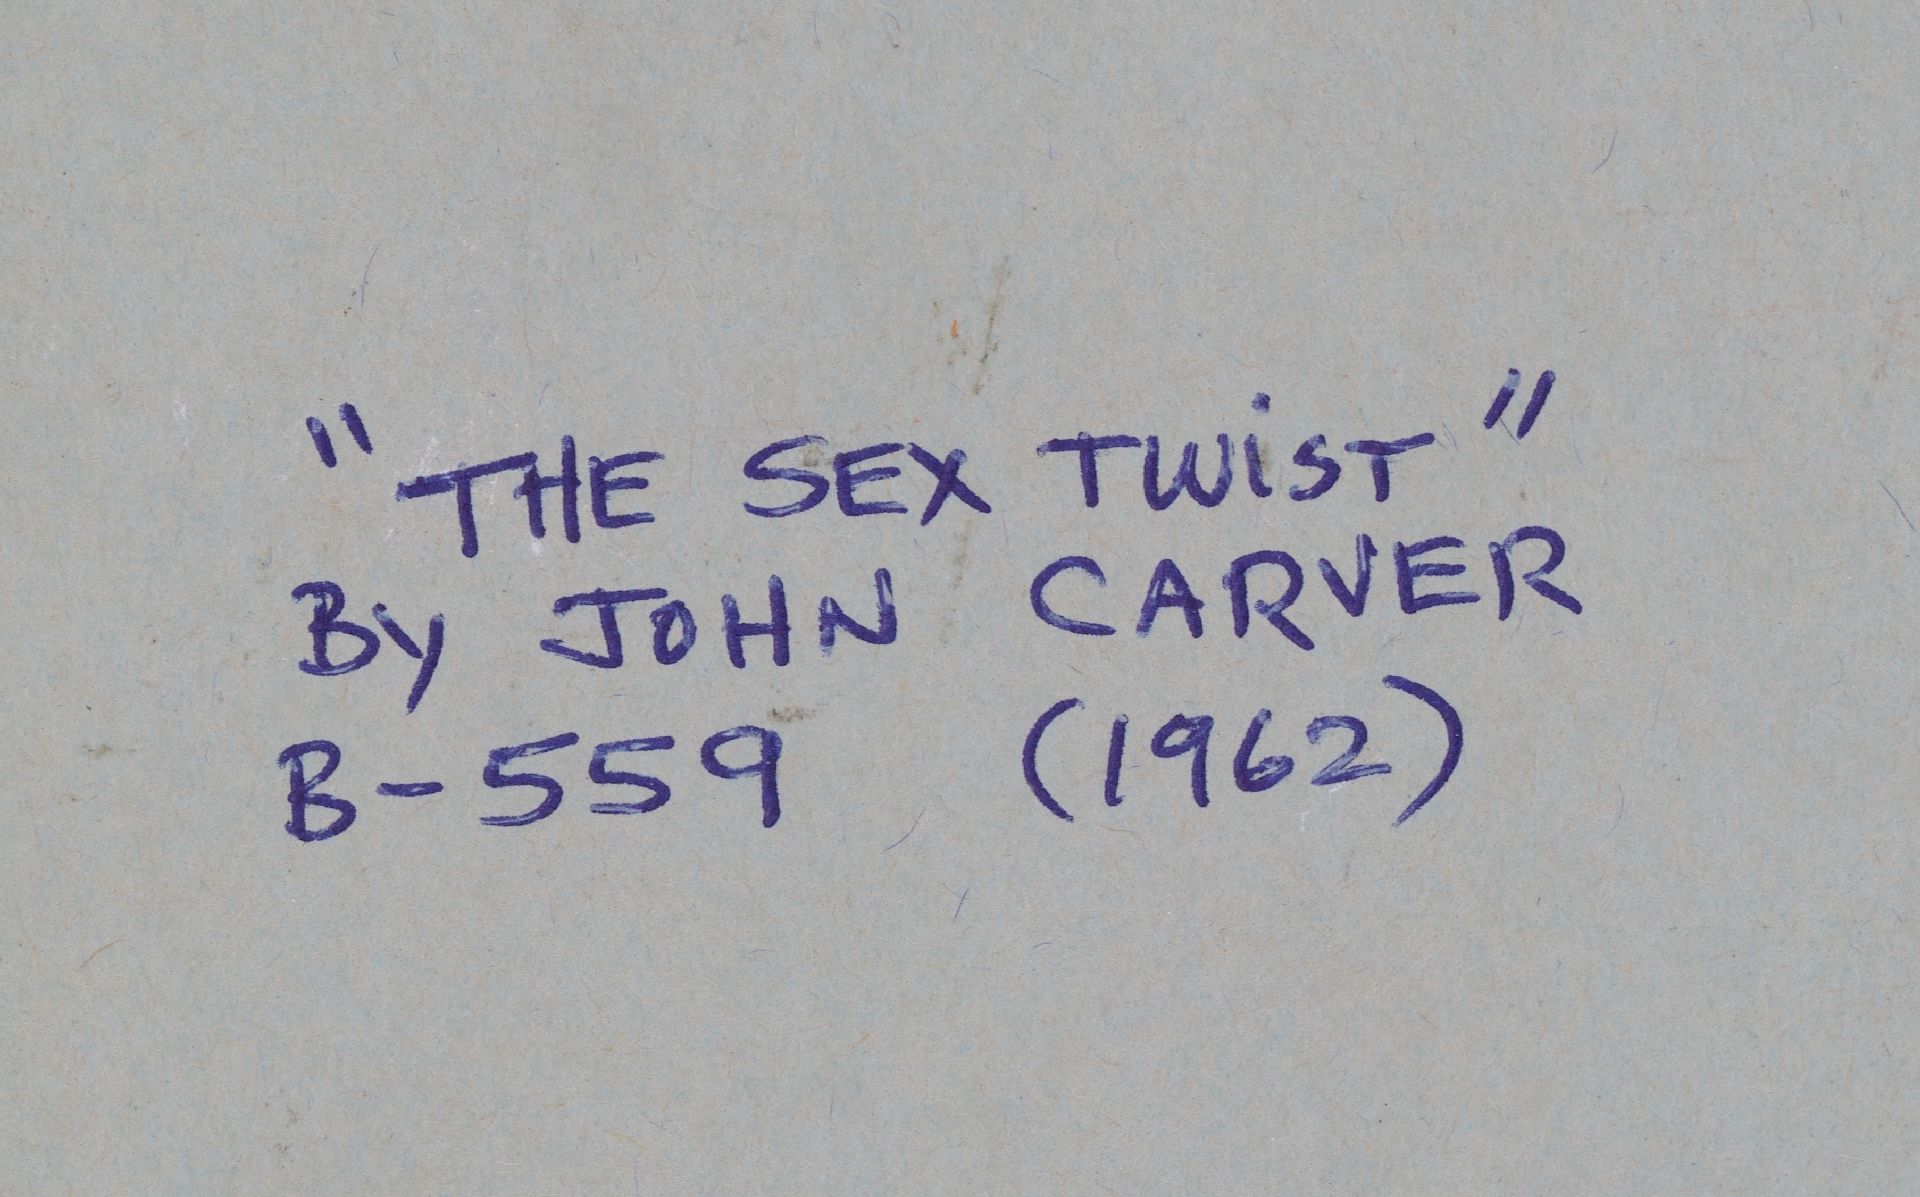 "THE SEX TWiST"
By JOHN CARVER
B-559 (1962)